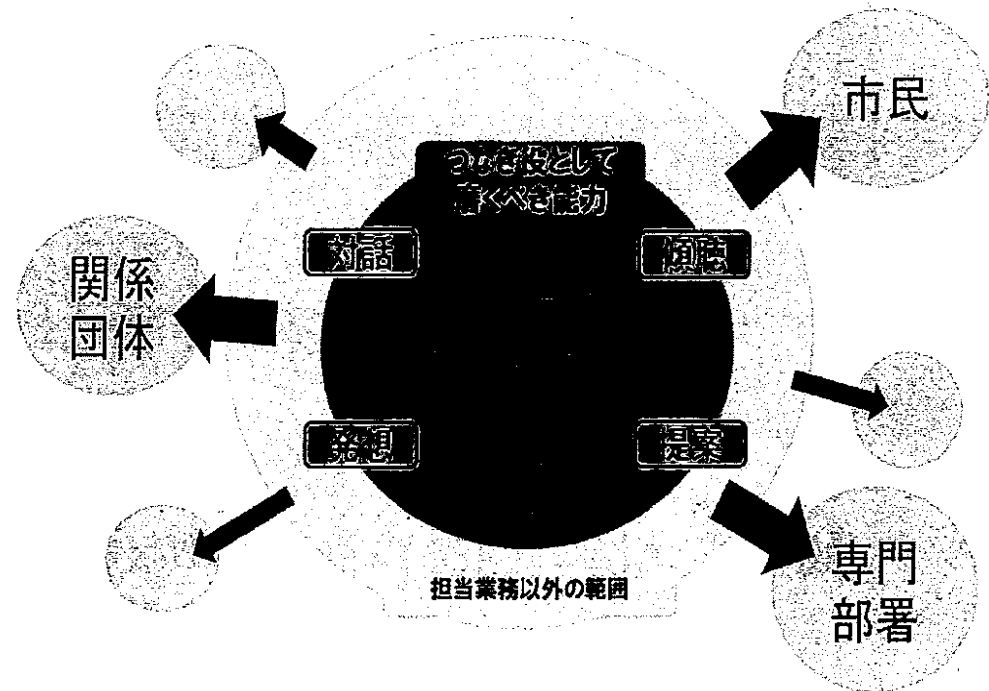 つなぎ役として
磨くべき能力
市民
対話
傾聴
関係
団体
発想
提案
専門
部署
担当業務以外の範囲